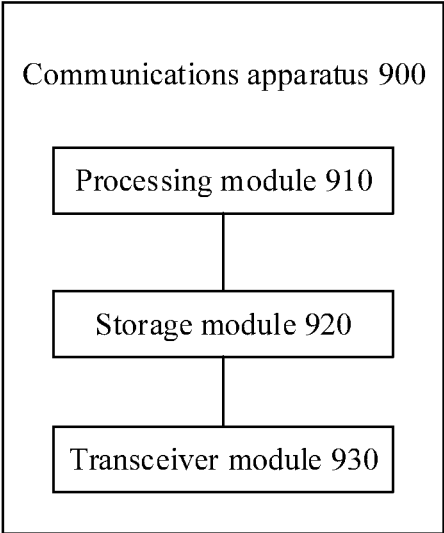 Communications apparatus 900
Processing module 910
Storage module 920
Transceiver module 930